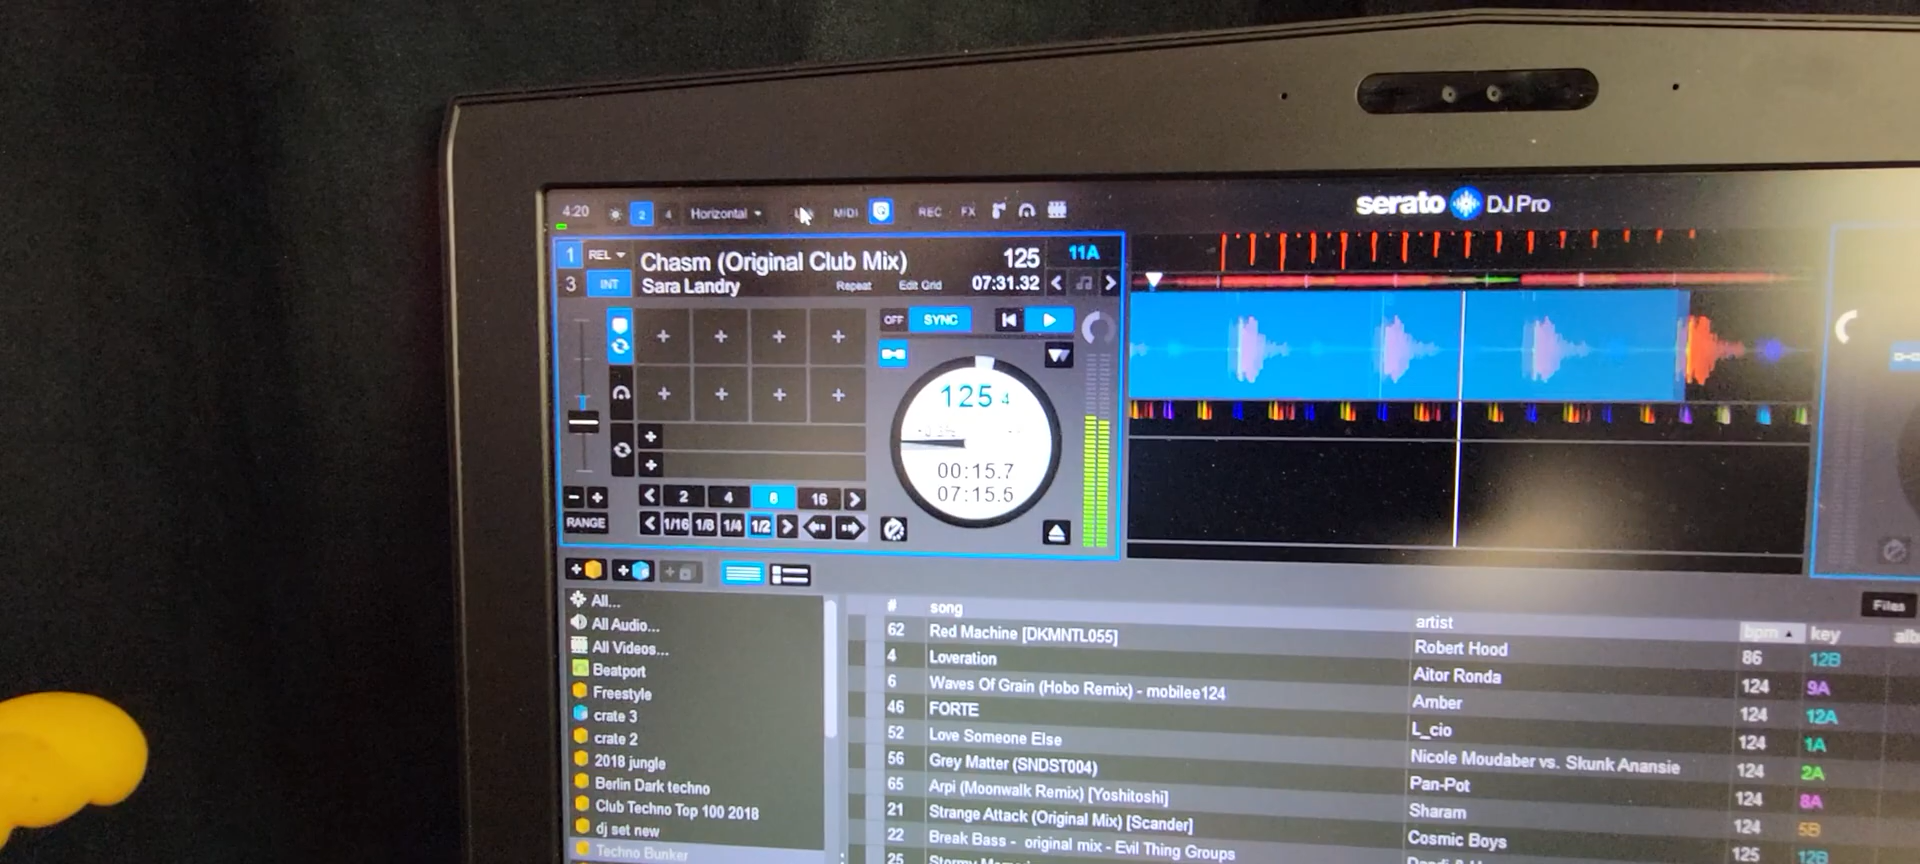 4:20 2 4 Horizontal MIDI REC FX
serato DJ Pro
1 REL Chasm (Original Club Mix) 125 11A
3 INT Sara Landry Repeat Edit Grid 07:31.32
OFF SYNC
125 4
00:15.7
07:15.5
2 4 8 16
RANGE 1/16 1/8 1/4 1/2
Files
All...
All Audio...
All Videos...
Beatport
Freestyle
crate 3
crate 2
2018 jungle
Berlin Dark techno
Club Techno Top 100 2018
dj set new
Techno Bunker
# song artist bpm key alb
62 Red Machine [DKMNTL055] Robert Hood 86 12B
4 Loveration Aitor Ronda 124 9A
6 Waves Of Grain (Hobo Remix) - mobilee124 Amber 124 12A
46 FORTE L_cio 124 1A
52 Love Someone Else Nicole Moudaber vs. Skunk Anansie 124 2A
56 Grey Matter (SNDST004) Pan-Pot 124 8A
65 Arpi (Moonwalk Remix) [Yoshitoshi] Sharam 124 5B
21 Strange Attack (Original Mix) [Scander] Cosmic Boys 125 12B
22 Break Bass - original mix - Evil Thing Groups
25 Stormy